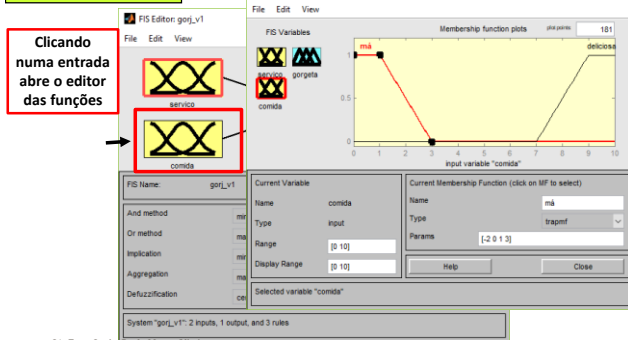 Clicando
numa entrada
abre o editor
das funções
FIS Editor: gorj_v1
File Edit View
servico
comida
FIS Name: gorj_v1
And method min
Or method ma
Implication min
Aggregation ma
Defuzzification cen
System "gorj_v1": 2 inputs, 1 output, and 3 rules
File Edit View
FIS Variables
servico gorgeta
comida
Membership function plots plot points: 181
má deliciosa
1
0.5
0
0 1 2 3 4 5 6 7 8 9 10
input variable "comida"
Current Variable
Name comida
Type input
Range [0 10]
Display Range [0 10]
Current Membership Function (click on MF to select)
Name má
Type trapmf
Params [-2 0 1 3]
Help Close
Selected variable "comida"